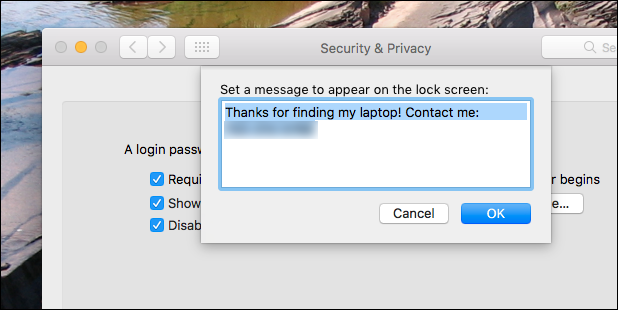 Security & Privacy
Se
Set a message to appear on the lock screen:
Thanks for finding my laptop! Contact me:
A login passw
Requi
r begins
Show
e...
Disab
Cancel
OK